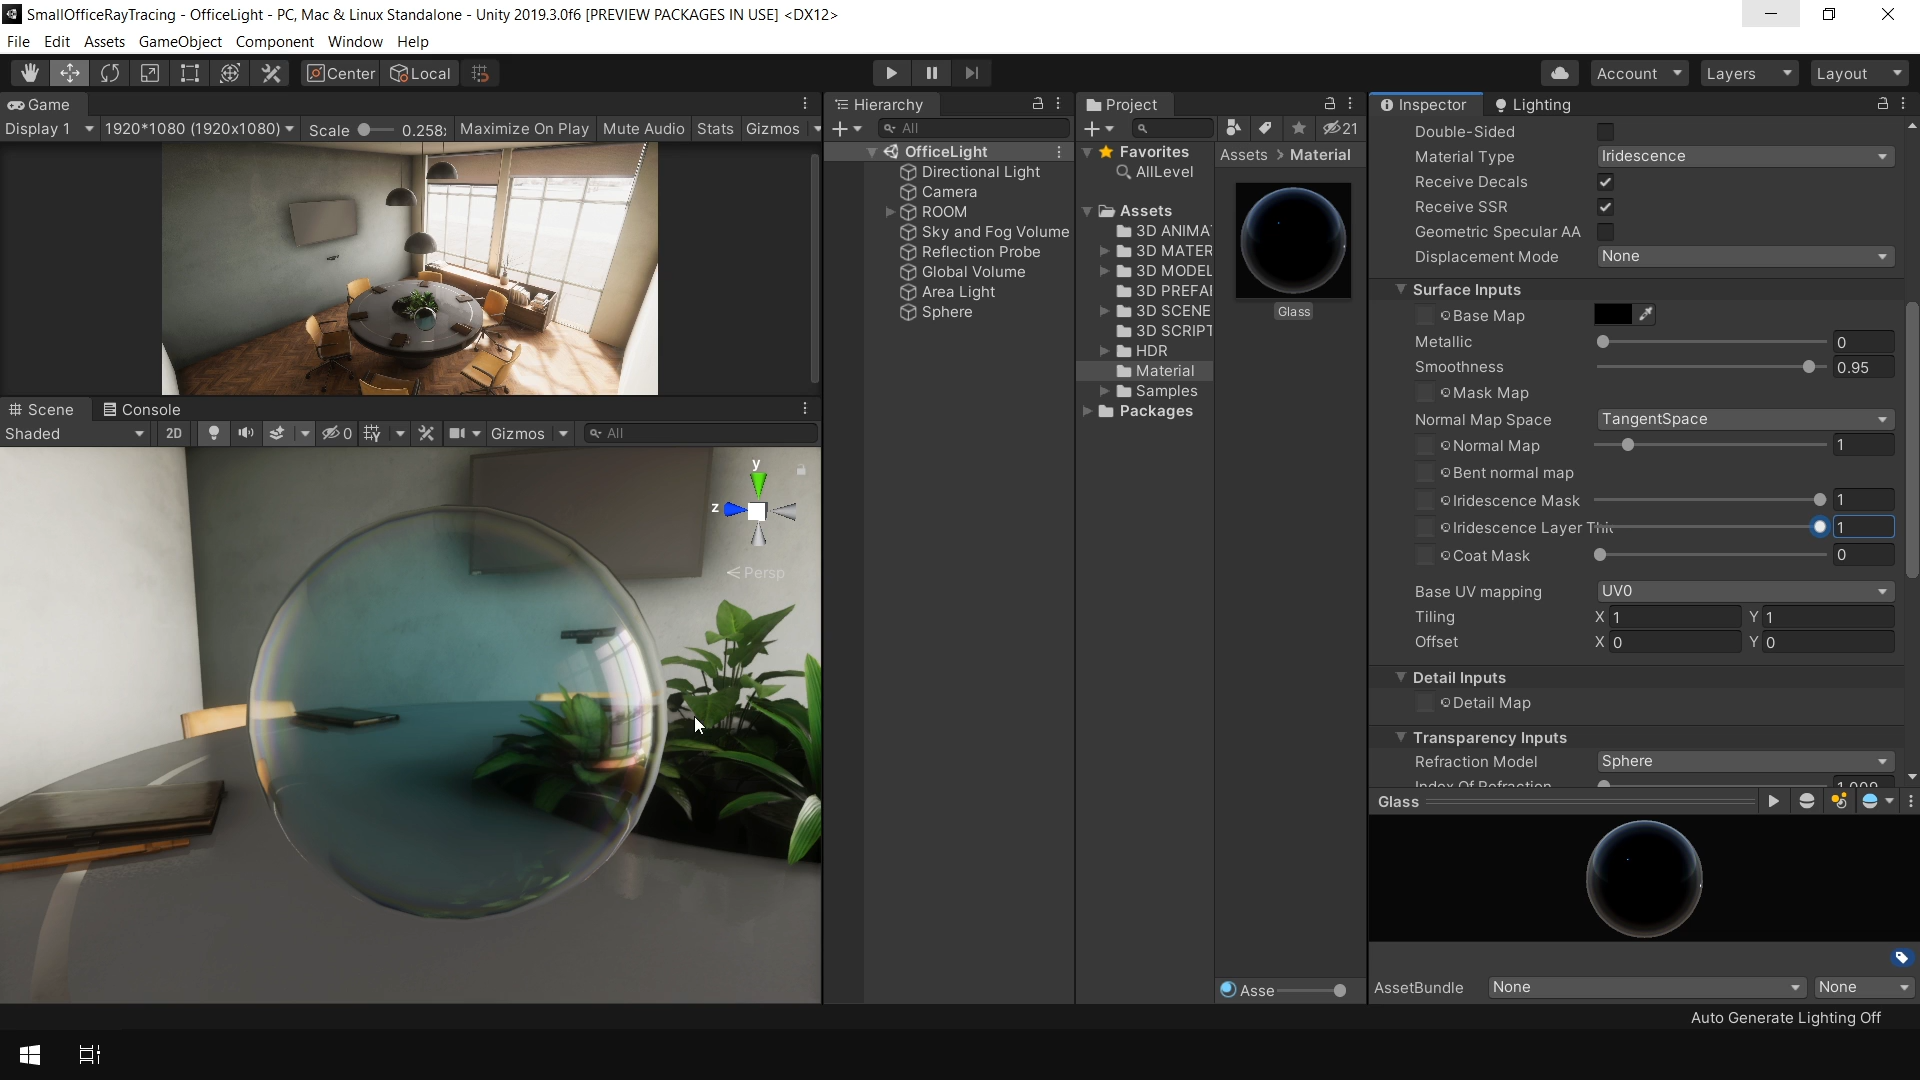 SmallOfficeRayTracing - OfficeLight - PC, Mac & Linux Standalone - Unity 2019.3.0f6 [PREVIEW PACKAGES IN USE] <DX12>
File Edit Assets GameObject Component Window Help
Center Local Account Layers Layout
Game
Display 1 1920*1080 (1920x1080) Scale 0.258: Maximize On Play Mute Audio Stats Gizmos
Scene Console
Shaded 2D 0 Gizmos All
y
z
Persp
Hierarchy
All
OfficeLight
Directional Light
Camera
ROOM
Sky and Fog Volume
Reflection Probe
Global Volume
Area Light
Sphere
Project
21
Favorites
AllLevel
Assets
3D ANIMA
3D MATER
3D MODEL
3D PREFA
3D SCENE
3D SCRIPT
HDR
Material
Samples
Packages
Assets > Material
Glass
Asse
Inspector Lighting
Double-Sided
Material Type Iridescence
Receive Decals
Receive SSR
Geometric Specular AA
Displacement Mode None
Surface Inputs
Base Map
Metallic 0
Smoothness 0.95
Mask Map
Normal Map Space TangentSpace
Normal Map 1
Bent normal map
Iridescence Mask 1
Iridescence Layer Thic 1
Coat Mask 0
Base UV mapping UV0
Tiling X 1 Y 1
Offset X 0 Y 0
Detail Inputs
Detail Map
Transparency Inputs
Refraction Model Sphere
Index Of Refraction 1.009
Glass
AssetBundle None None
Auto Generate Lighting Off